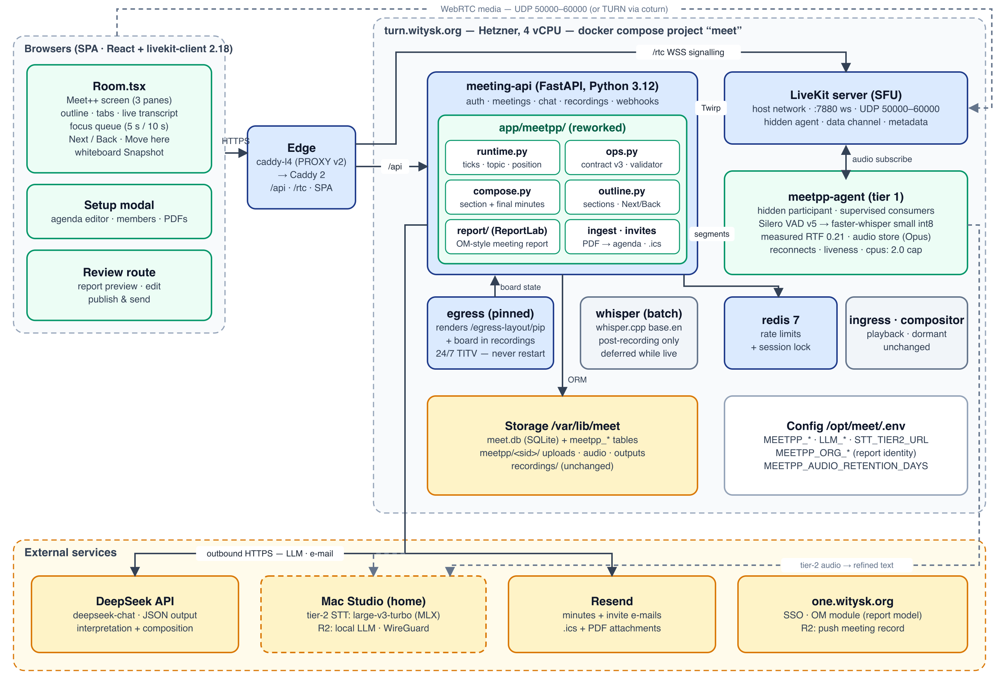 WebRTC media — UDP 50000–60000 (or TURN via coturn)
turn.witysk.org — Hetzner, 4 vCPU — docker compose project “meet”
Browsers (SPA · React + livekit-client 2.18)
Room.tsx
Meet++ screen (3 panes)
outline · tabs · live transcript
focus queue (5 s / 10 s)
Next / Back · Move here
whiteboard Snapshot
Setup modal
agenda editor · members · PDFs
Review route
report preview · edit
publish & send
HTTPS
Edge
caddy-l4 (PROXY v2)
→ Caddy 2
/api · /rtc · SPA
/rtc WSS signalling
/api
meeting-api (FastAPI, Python 3.12)
auth · meetings · chat · recordings · webhooks
app/meetpp/ (reworked)
runtime.py
ticks · topic · position
ops.py
contract v3 · validator
compose.py
section + final minutes
outline.py
sections · Next/Back
report/ (ReportLab)
OM-style meeting report
ingest · invites
PDF → agenda · .ics
Twirp
segments
LiveKit server (SFU)
host network · :7880 ws · UDP 50000–60000
hidden agent · data channel · metadata
audio subscribe
meetpp-agent (tier 1)
hidden participant · supervised consumers
Silero VAD v5 → faster-whisper small int8
measured RTF 0.21 · audio store (Opus)
reconnects · liveness · cpus: 2.0 cap
board state
egress (pinned)
renders /egress-layout/pip
+ board in recordings
24/7 TITV — never restart
whisper (batch)
whisper.cpp base.en
post-recording only
deferred while live
redis 7
rate limits
+ session lock
ingress · compositor
playback · dormant
unchanged
ORM
Storage /var/lib/meet
meet.db (SQLite) + meetpp_* tables
meetpp/<sid>/ uploads · audio · outputs
recordings/ (unchanged)
Config /opt/meet/.env
MEETPP_* · LLM_* · STT_TIER2_URL
MEETPP_ORG_* (report identity)
MEETPP_AUDIO_RETENTION_DAYS
External services
outbound HTTPS — LLM · e-mail
tier-2 audio → refined text
DeepSeek API
deepseek-chat · JSON output
interpretation + composition
Mac Studio (home)
tier-2 STT: large-v3-turbo (MLX)
R2: local LLM · WireGuard
Resend
minutes + invite e-mails
.ics + PDF attachments
one.witysk.org
SSO · OM module (report model)
R2: push meeting record